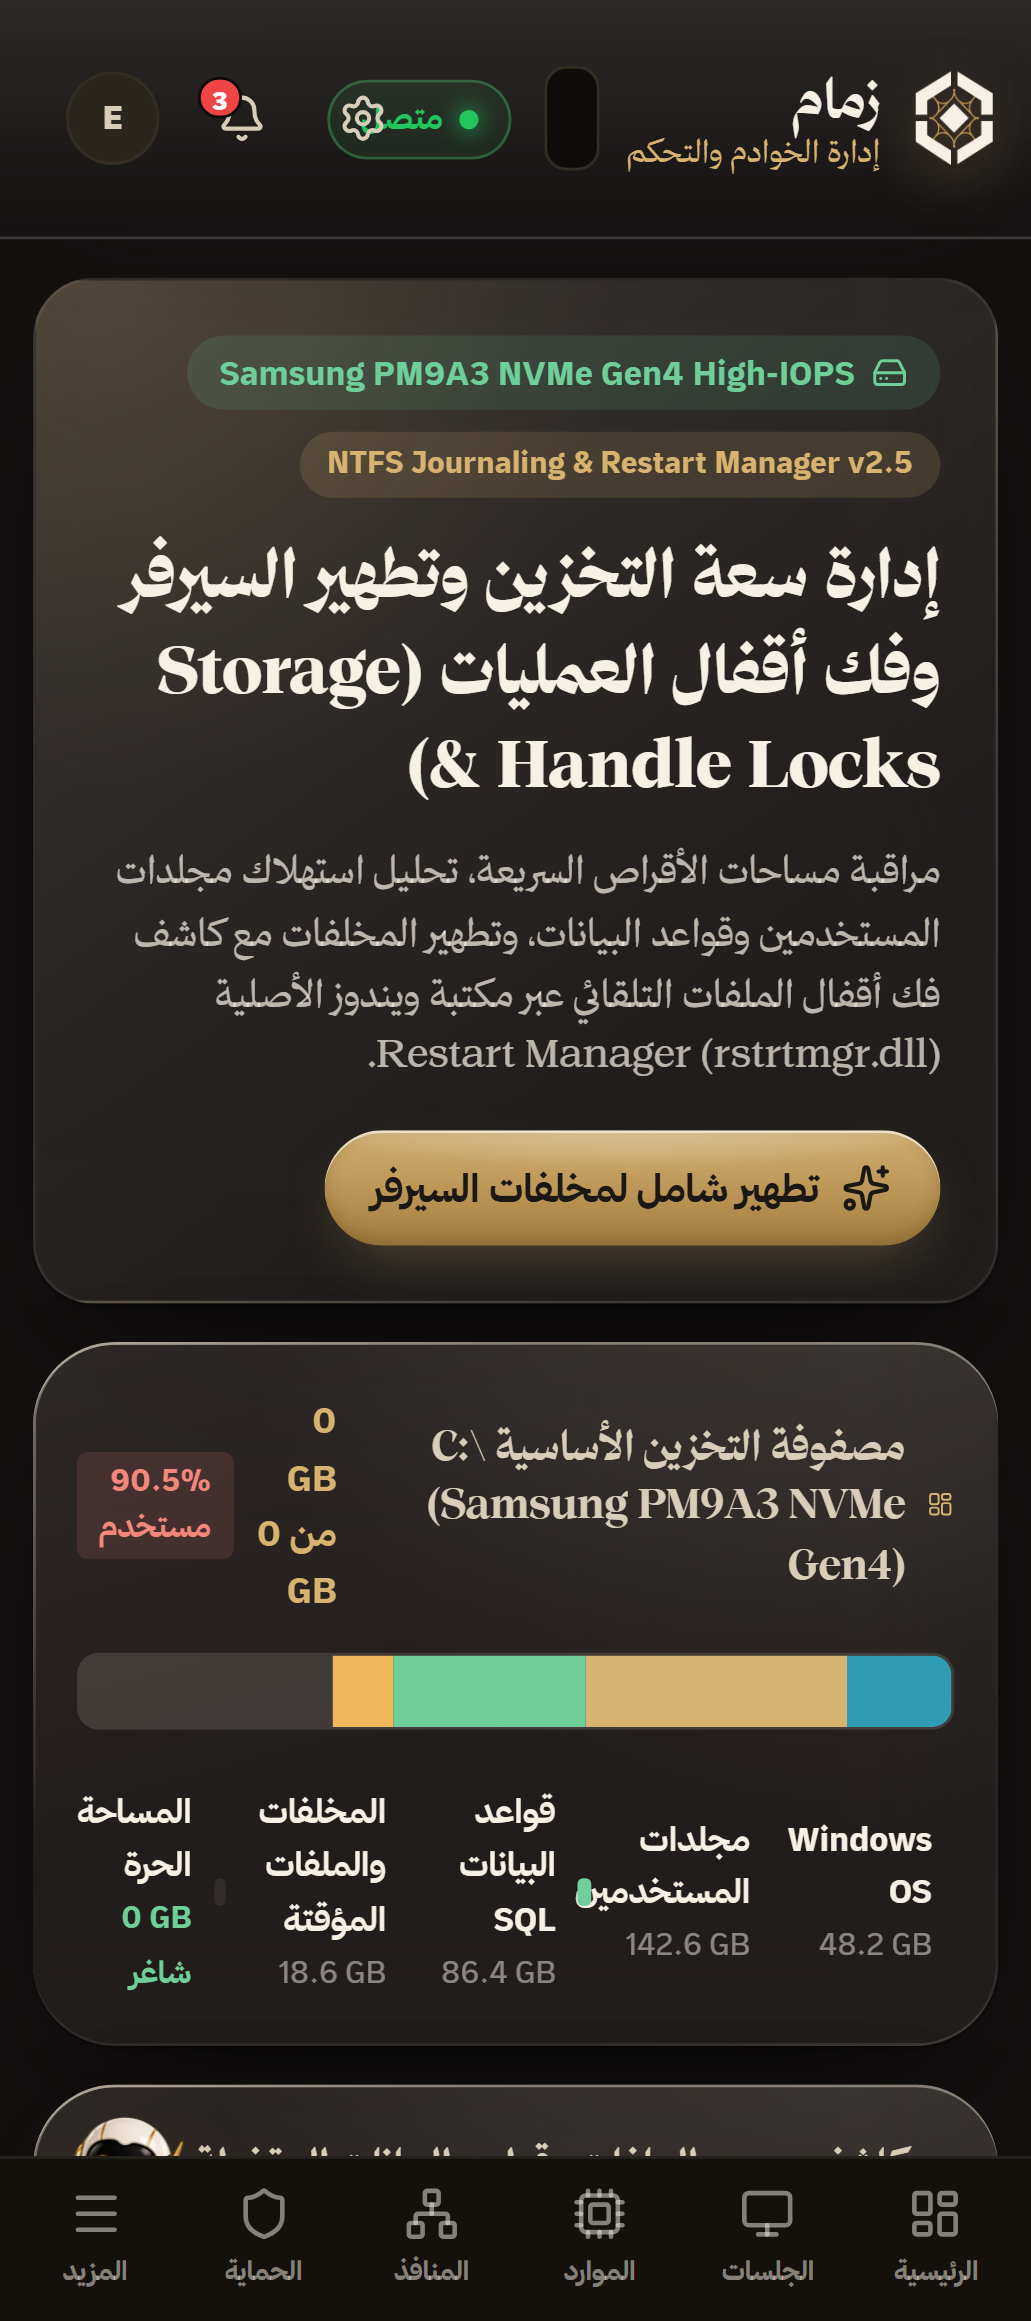 زمام
إدارة الخوادم والتحكم
3
E
Samsung PM9A3 NVMe Gen4 High-IOPS
NTFS Journaling & Restart Manager v2.5
إدارة سعة التخزين وتطهير السيرفر
وفك أقفال العمليات (Storage
& Handle Locks)
مراقبة مساحات الأقراص السريعة، تحليل استهلاك مجلدات
المستخدمين وقواعد البيانات، وتطهير المخلفات مع كاشف
فك أقفال الملفات التلقائي عبر مكتبة ويندوز الأصلية
Restart Manager (rstrtmgr.dll).
تطهير شامل لمخلفات السيرفر
مصفوفة التخزين الأساسية C:\
(Samsung PM9A3 NVMe
Gen4)
0
GB
من 0
GB
90.5%
مستخدم
Windows
OS
48.2 GB
مجلدات
المستخدمين
142.6 GB
قواعد
البيانات
SQL
86.4 GB
المخلفات
والملفات
المؤقتة
18.6 GB
المساحة
الحرة
0 GB
شاغر
الرئيسية
الجلسات
الموارد
المنافذ
الحماية
المزيد